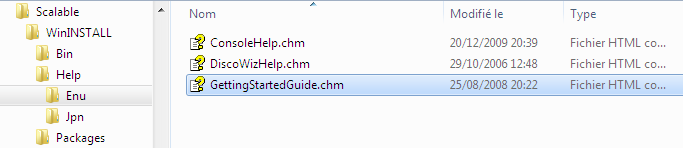 Scalable
WinINSTALL
Bin
Help
Enu
Jpn
Packages
Nom Modifié le Type
ConsoleHelp.chm 20/12/2009 20:39 Fichier HTML co...
DiscoWizHelp.chm 29/10/2006 12:48 Fichier HTML co...
GettingStartedGuide.chm 25/08/2008 20:22 Fichier HTML co...